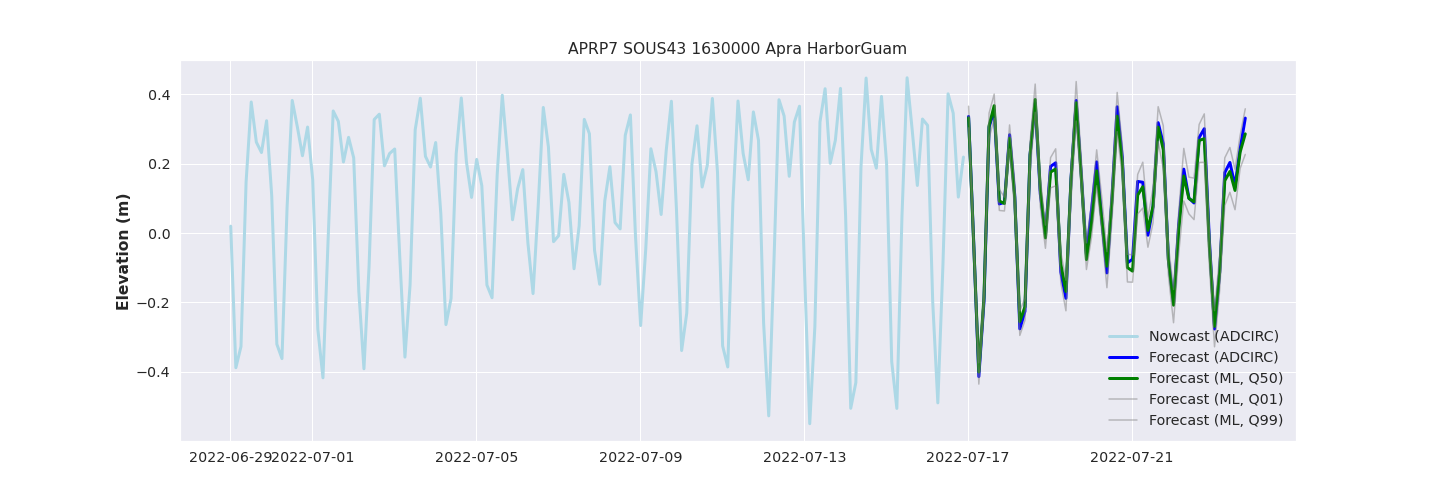 APRP7 SOUS43 1630000 Apra HarborGuam
Elevation (m)
0.4
0.2
0.0
−0.2
−0.4
Nowcast (ADCIRC)
Forecast (ADCIRC)
Forecast (ML, Q50)
Forecast (ML, Q01)
Forecast (ML, Q99)
2022-06-29 2022-07-01 2022-07-05 2022-07-09 2022-07-13 2022-07-17 2022-07-21